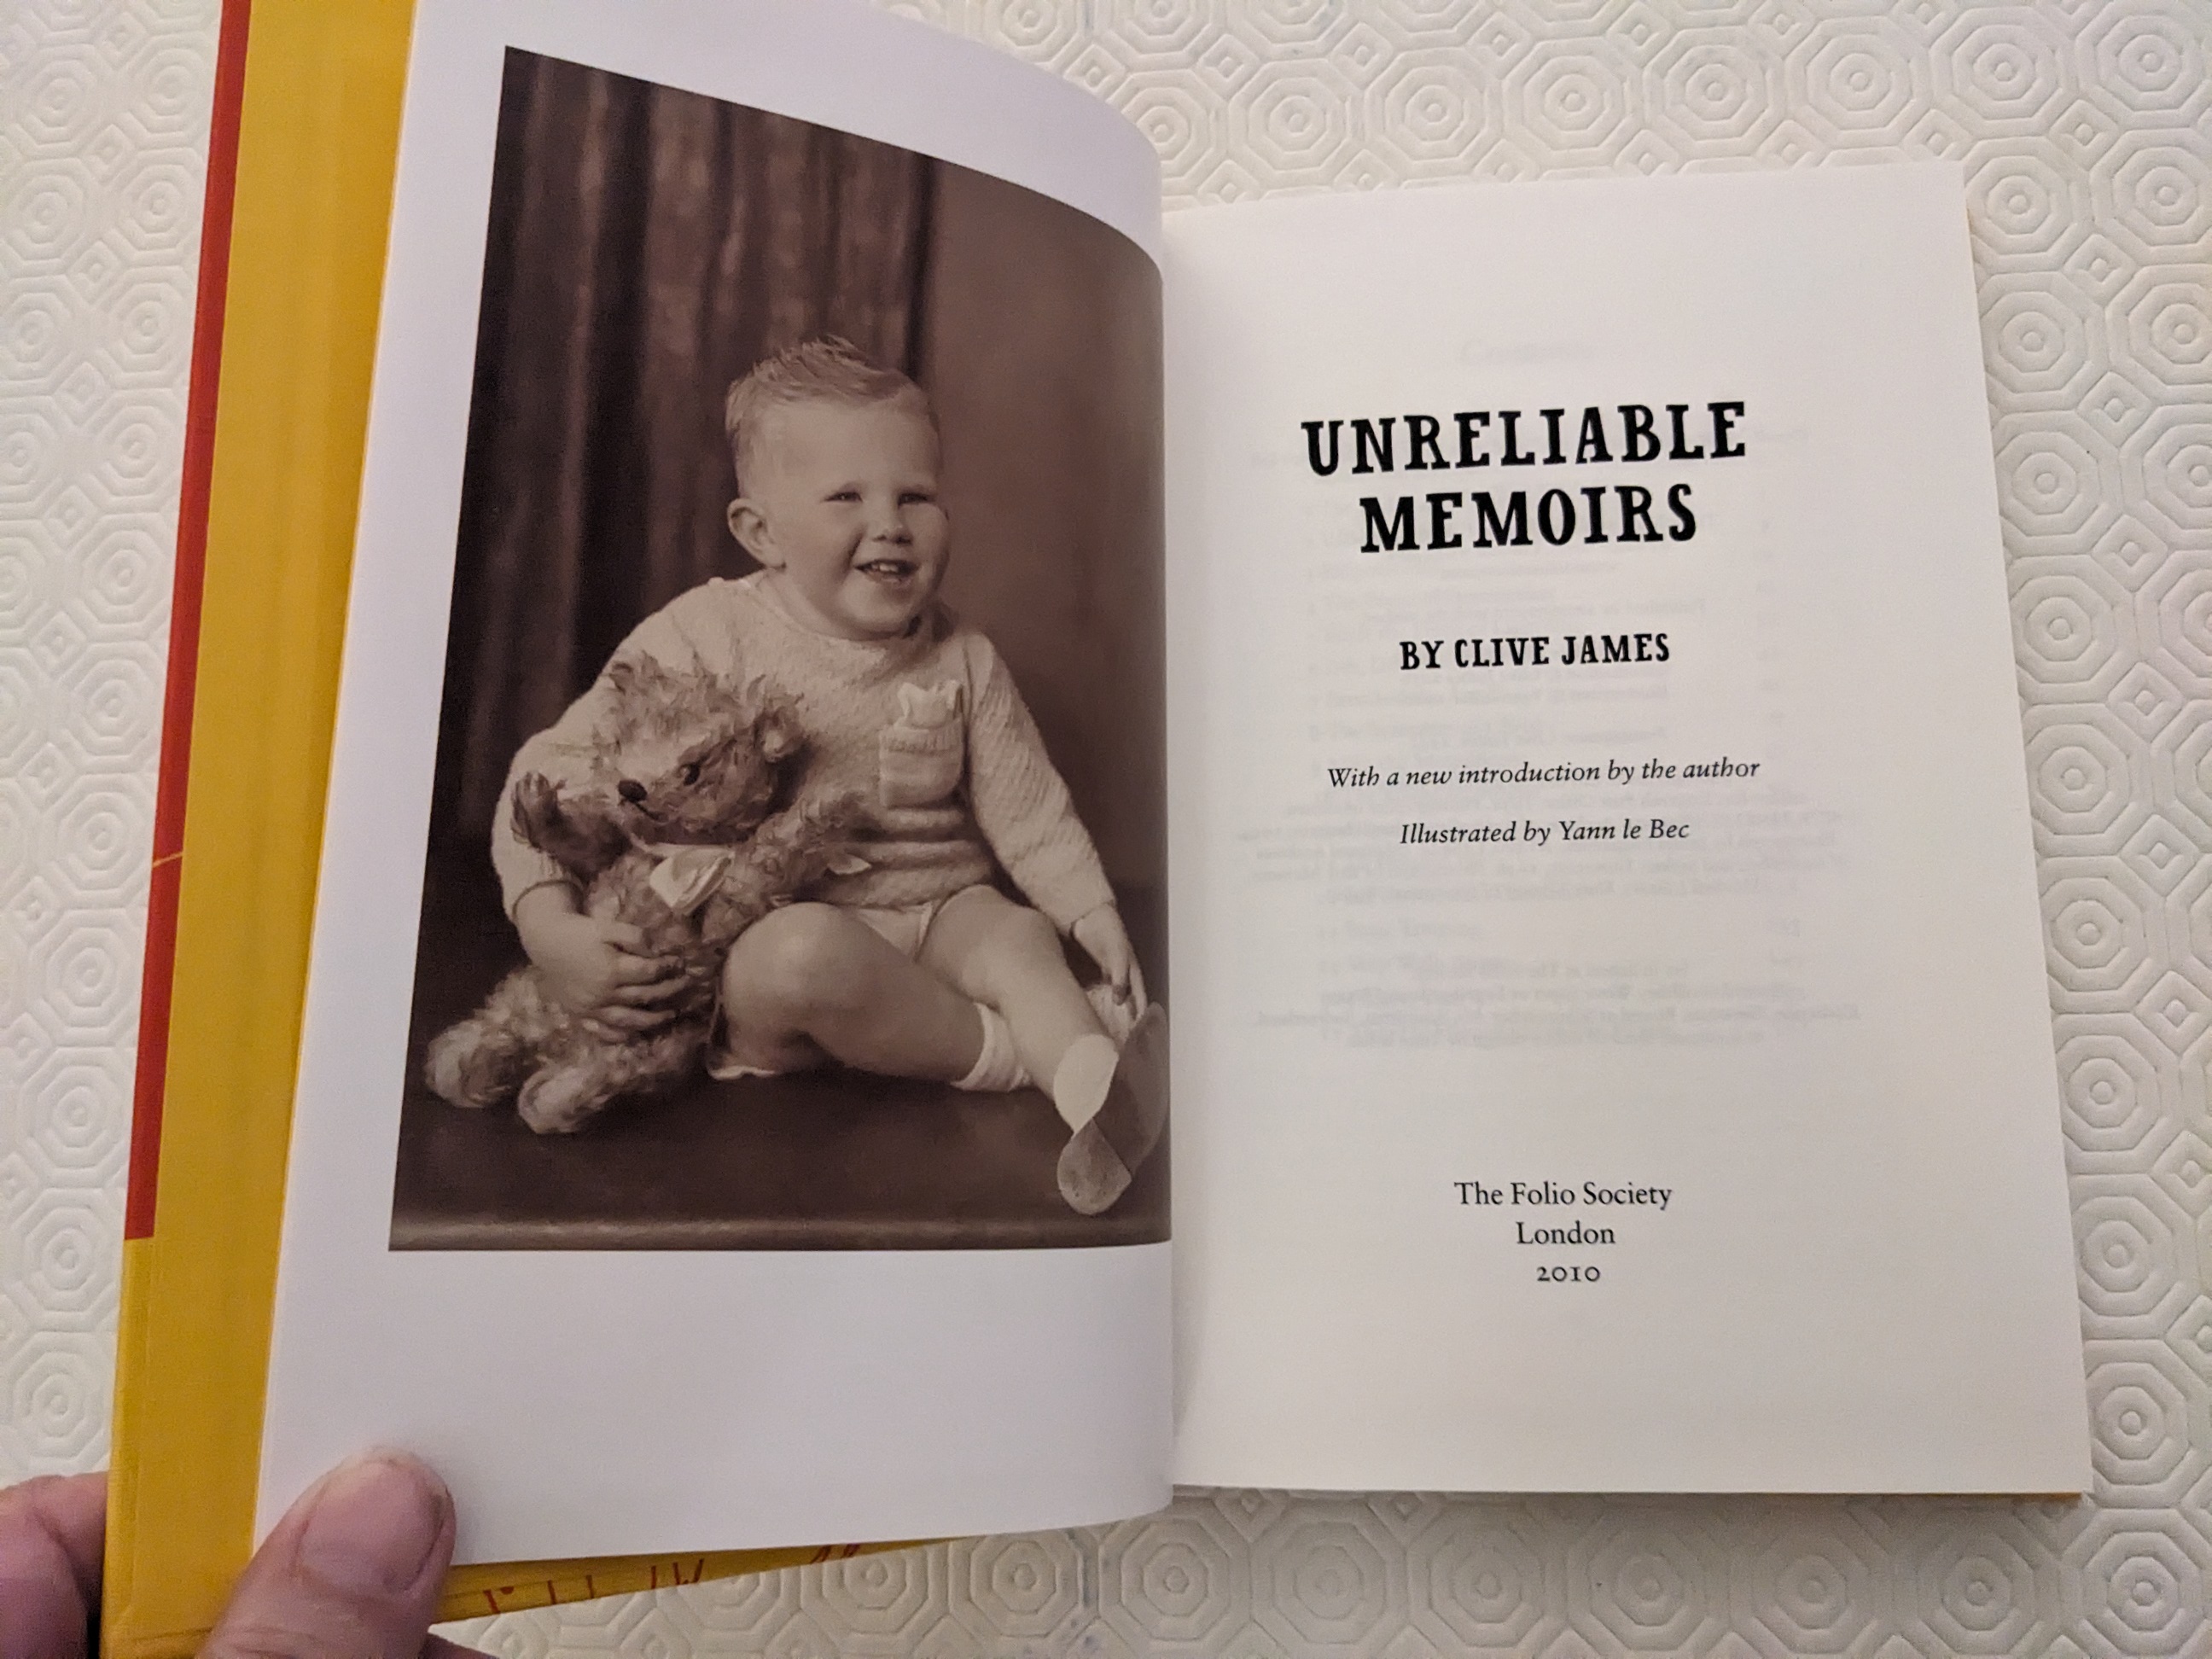 UNRELIABLE
MEMOIRS
BY CLIVE JAMES
With a new introduction by the author
Illustrated by Yann le Bec
The Folio Society
London
2010